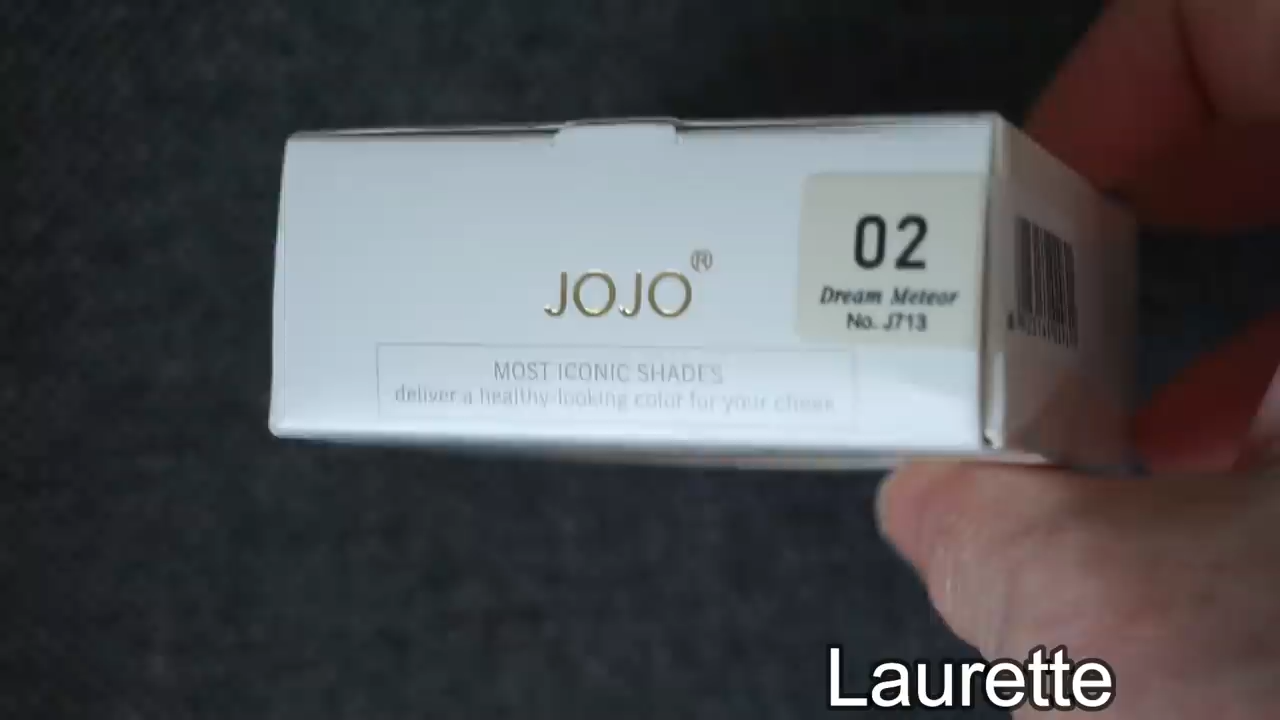 JOJO®
02
Dream Meteor
No. J713
MOST ICONIC SHADES
deliver a healthy-looking color for your cheek
Laurette